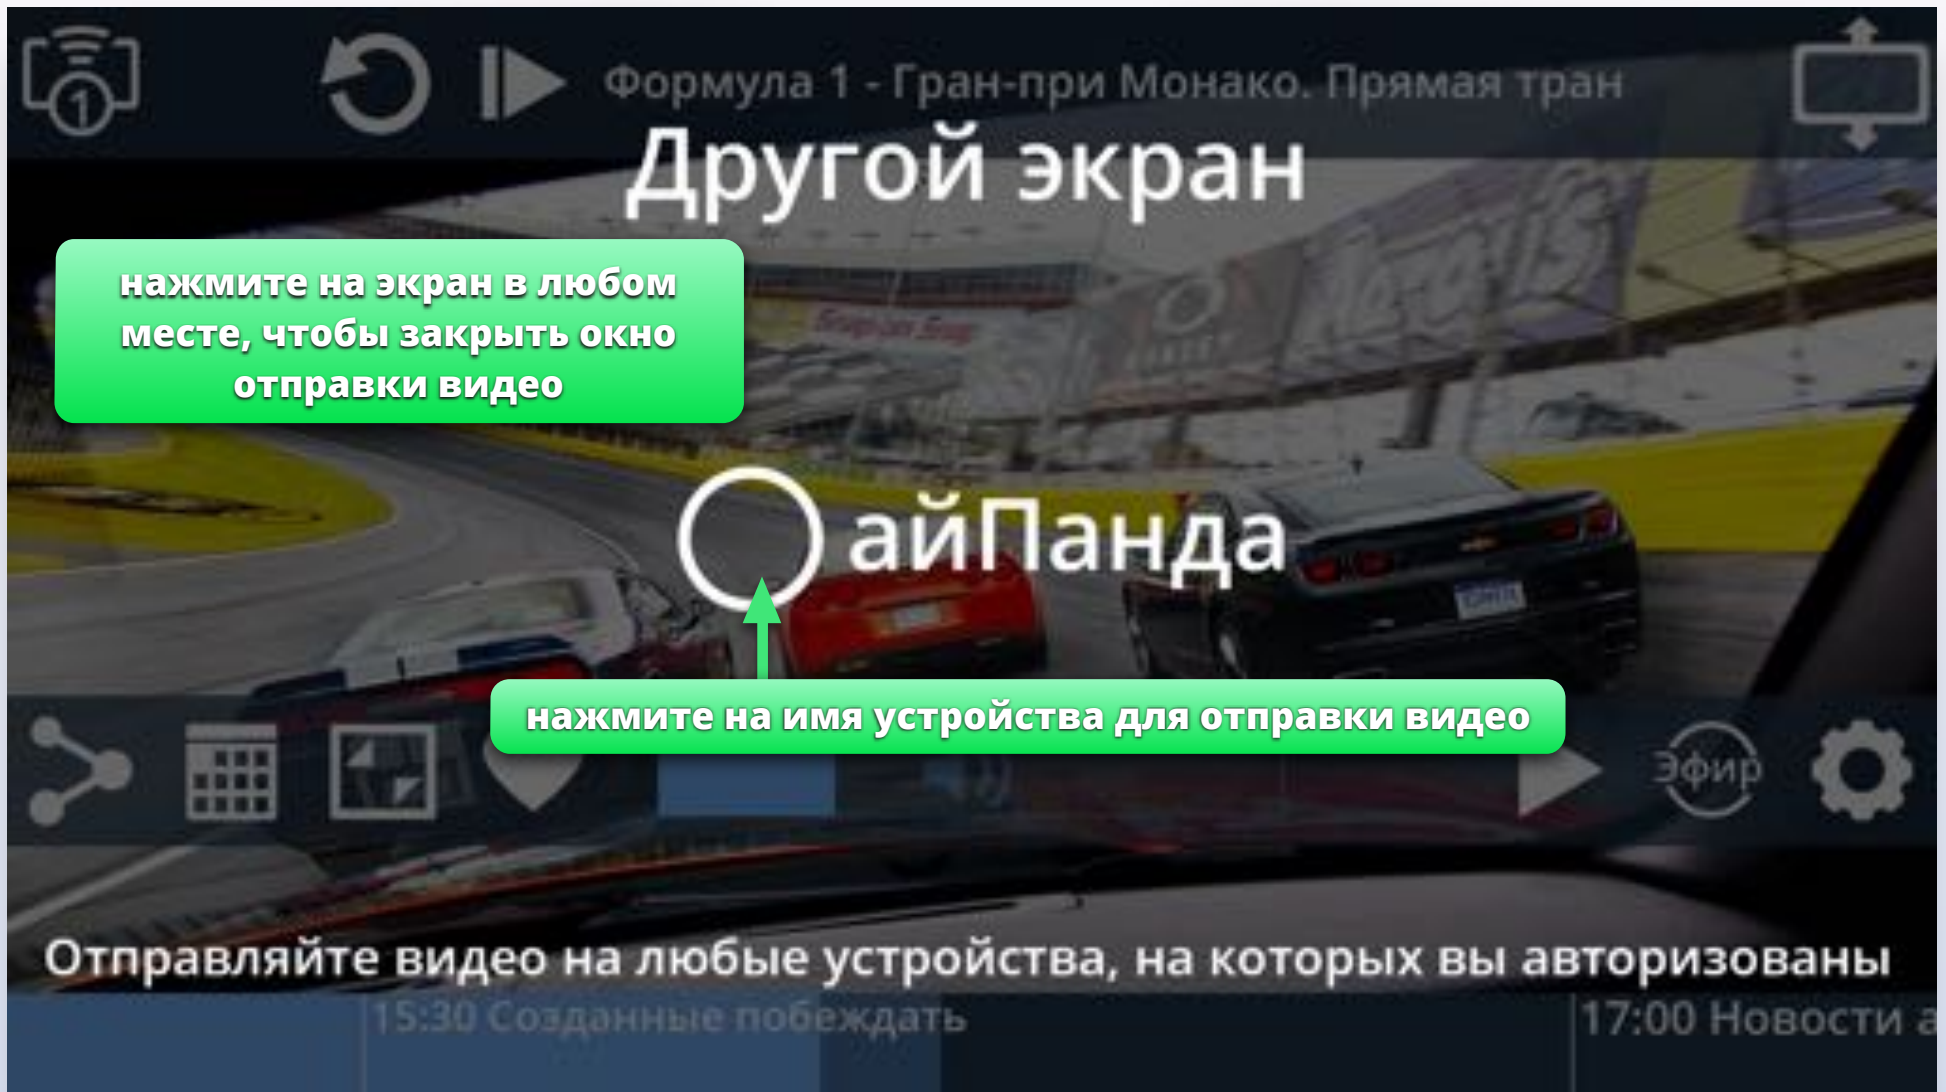 1
Формула 1 - Гран-при Монако. Прямая тран
Другой экран
нажмите на экран в любом
месте, чтобы закрыть окно
отправки видео
айПанда
нажмите на имя устройства для отправки видео
Эфир
Отправляйте видео на любые устройства, на которых вы авторизованы
15:30 Созданные побеждать
17:00 Новости а